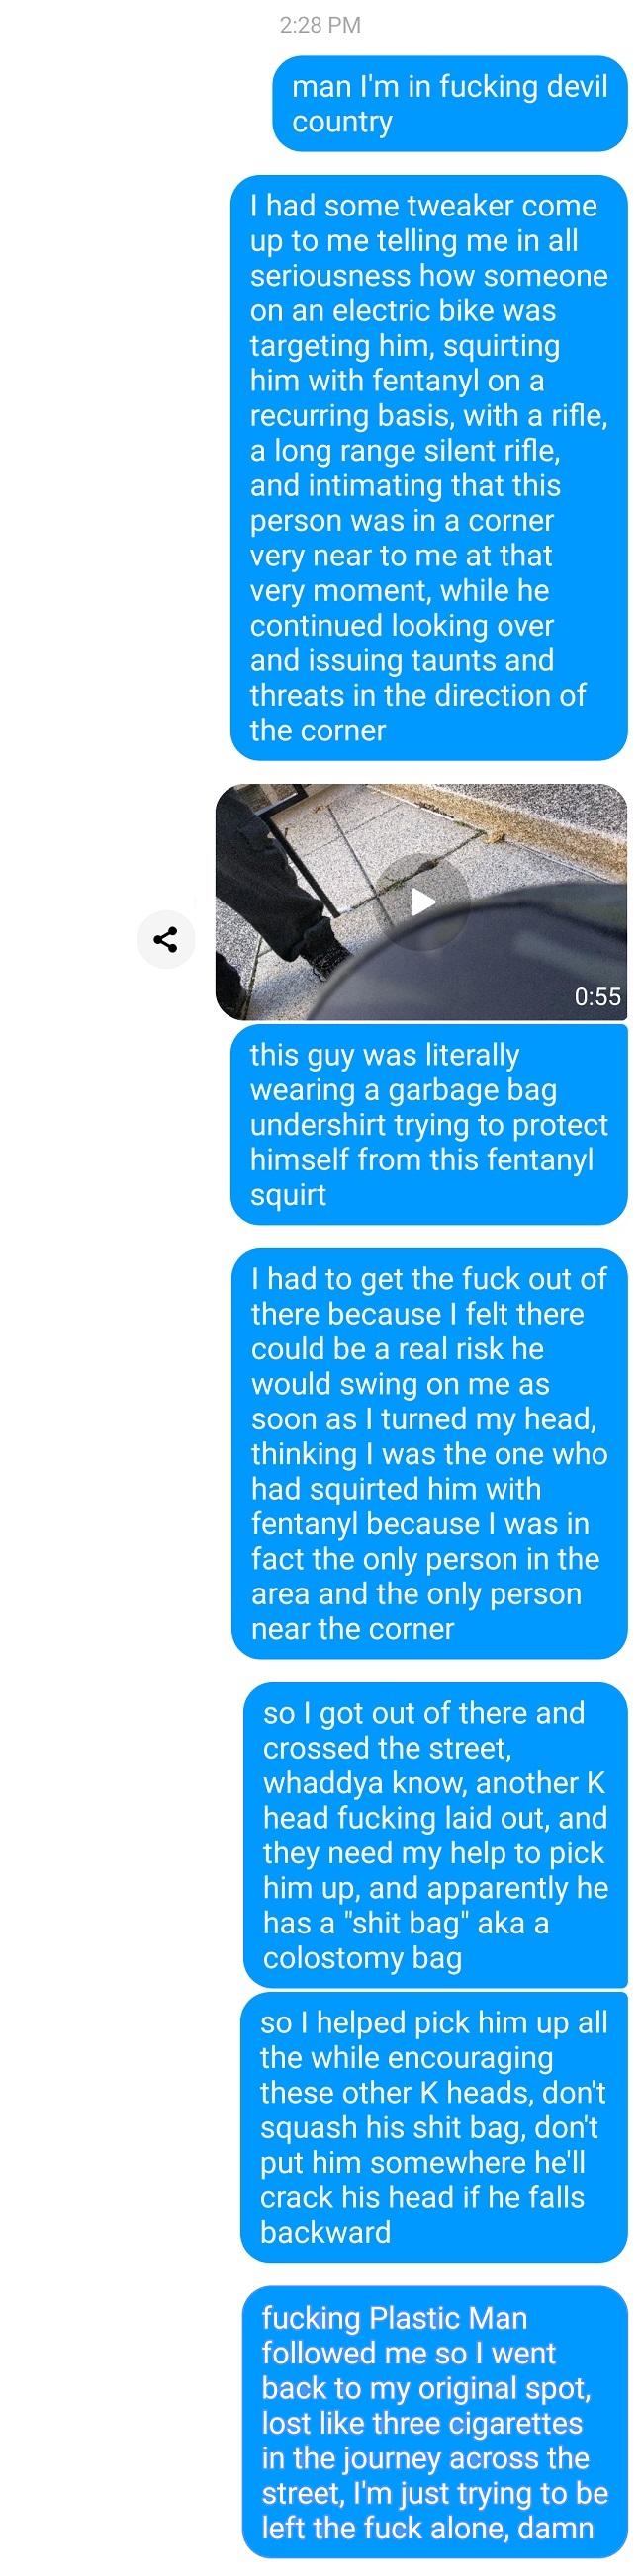 2:28 PM
man I'm in fucking devil
country
I had some tweaker come
up to me telling me in all
seriousness how someone
on an electric bike was
targeting him, squirting
him with fentanyl on a
recurring basis, with a rifle,
a long range silent rifle,
and intimating that this
person was in a corner
very near to me at that
very moment, while he
continued looking over
and issuing taunts and
threats in the direction of
the corner
0:55
this guy was literally
wearing a garbage bag
undershirt trying to protect
himself from this fentanyl
squirt
I had to get the fuck out of
there because I felt there
could be a real risk he
would swing on me as
soon as I turned my head,
thinking I was the one who
had squirted him with
fentanyl because I was in
fact the only person in the
area and the only person
near the corner
so I got out of there and
crossed the street,
whaddya know, another K
head fucking laid out, and
they need my help to pick
him up, and apparently he
has a "shit bag" aka a
colostomy bag
so I helped pick him up all
the while encouraging
these other K heads, don't
squash his shit bag, don't
put him somewhere he'll
crack his head if he falls
backward
fucking Plastic Man
followed me so I went
back to my original spot,
lost like three cigarettes
in the journey across the
street, I'm just trying to be
left the fuck alone, damn